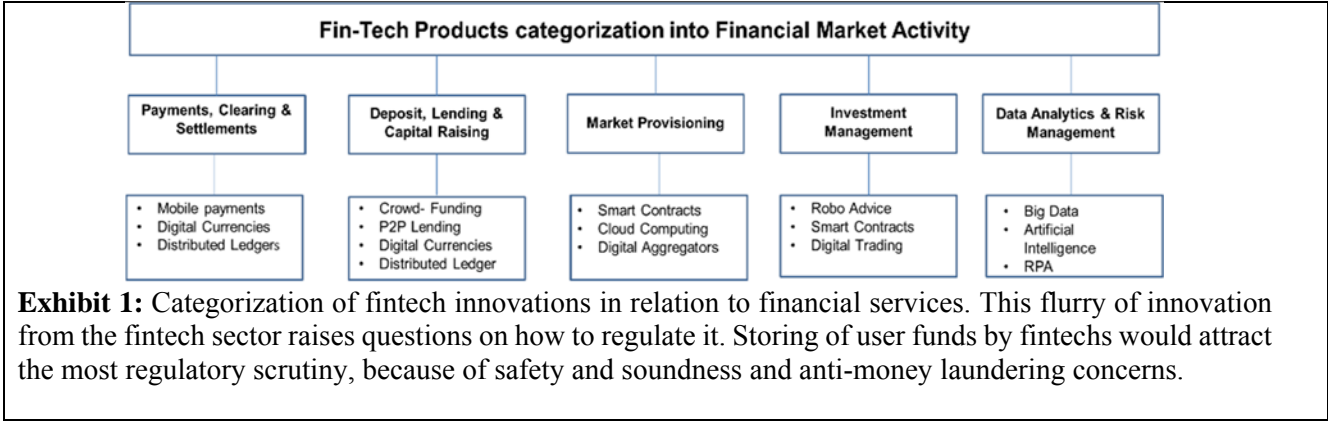 Fin-Tech Products categorization into Financial Market Activity
Payments, Clearing &
Settlements
Deposit, Lending &
Capital Raising
Market Provisioning
Investment
Management
Data Analytics & Risk
Management
• Mobile payments
• Digital Currencies
• Distributed Ledgers
• Crowd- Funding
• P2P Lending
• Digital Currencies
• Distributed Ledger
• Smart Contracts
• Cloud Computing
• Digital Aggregators
• Robo Advice
• Smart Contracts
• Digital Trading
• Big Data
• Artificial
Intelligence
• RPA
Exhibit 1: Categorization of fintech innovations in relation to financial services. This flurry of innovation
from the fintech sector raises questions on how to regulate it. Storing of user funds by fintechs would attract
the most regulatory scrutiny, because of safety and soundness and anti-money laundering concerns.